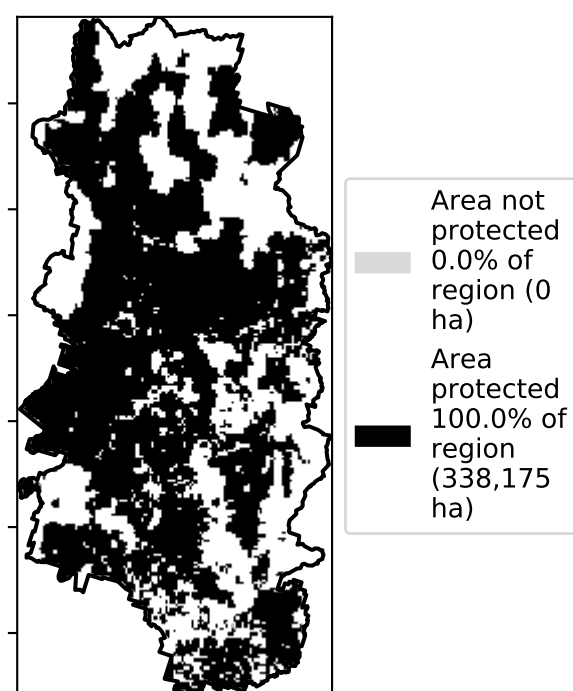 Area not
protected
0.0% of
region (0
ha)
Area
protected
100.0% of
region
(338,175
ha)